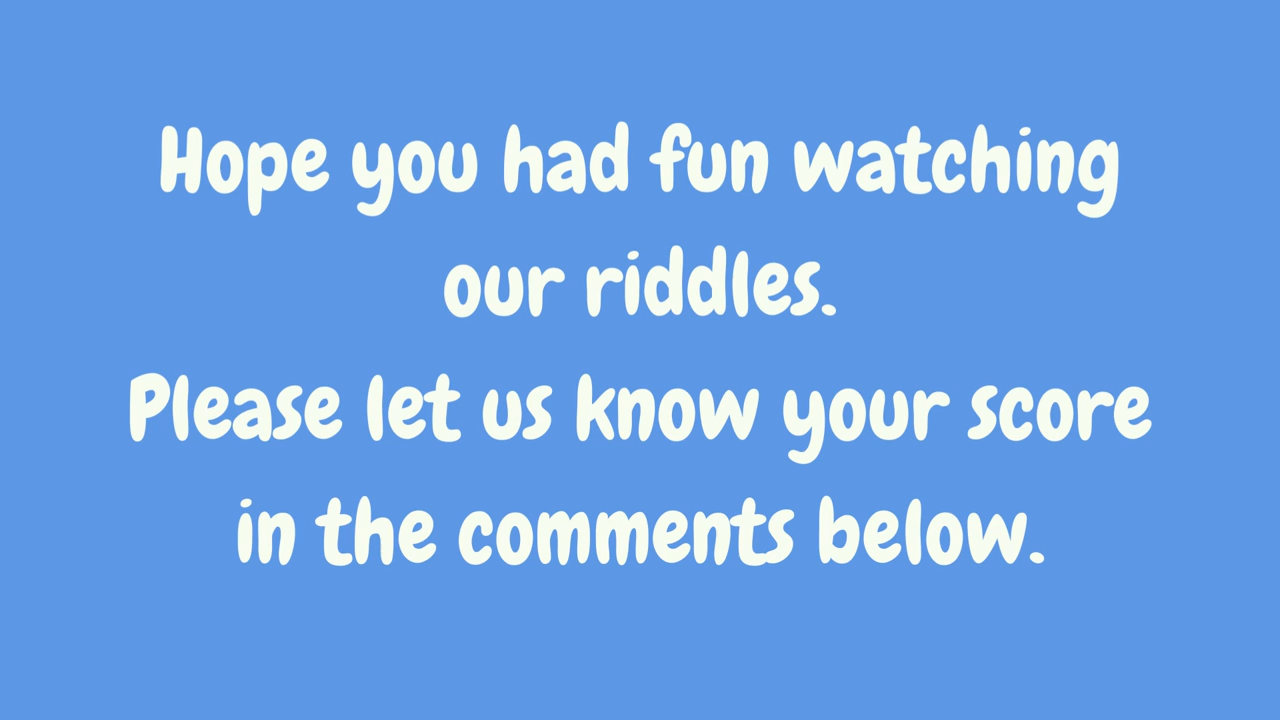 Hope you had fun watching
our riddles.
Please let us know your score
in the comments below.